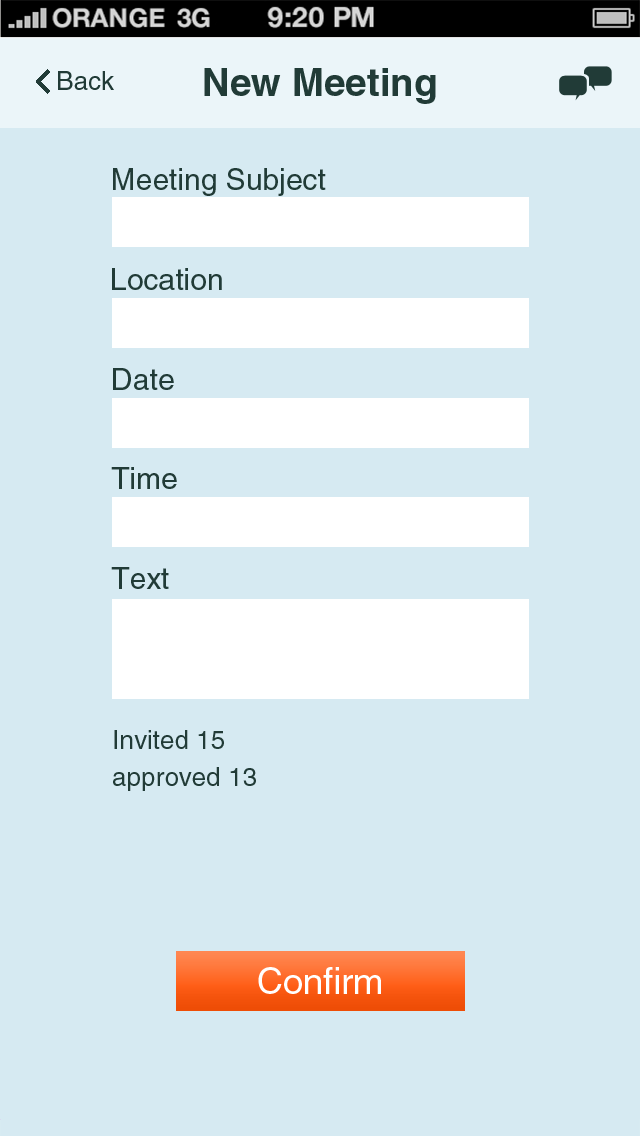 ORANGE 3G 9:20 PM
Back New Meeting
Meeting Subject
Location
Date
Time
Text
Invited 15
approved 13
Confirm